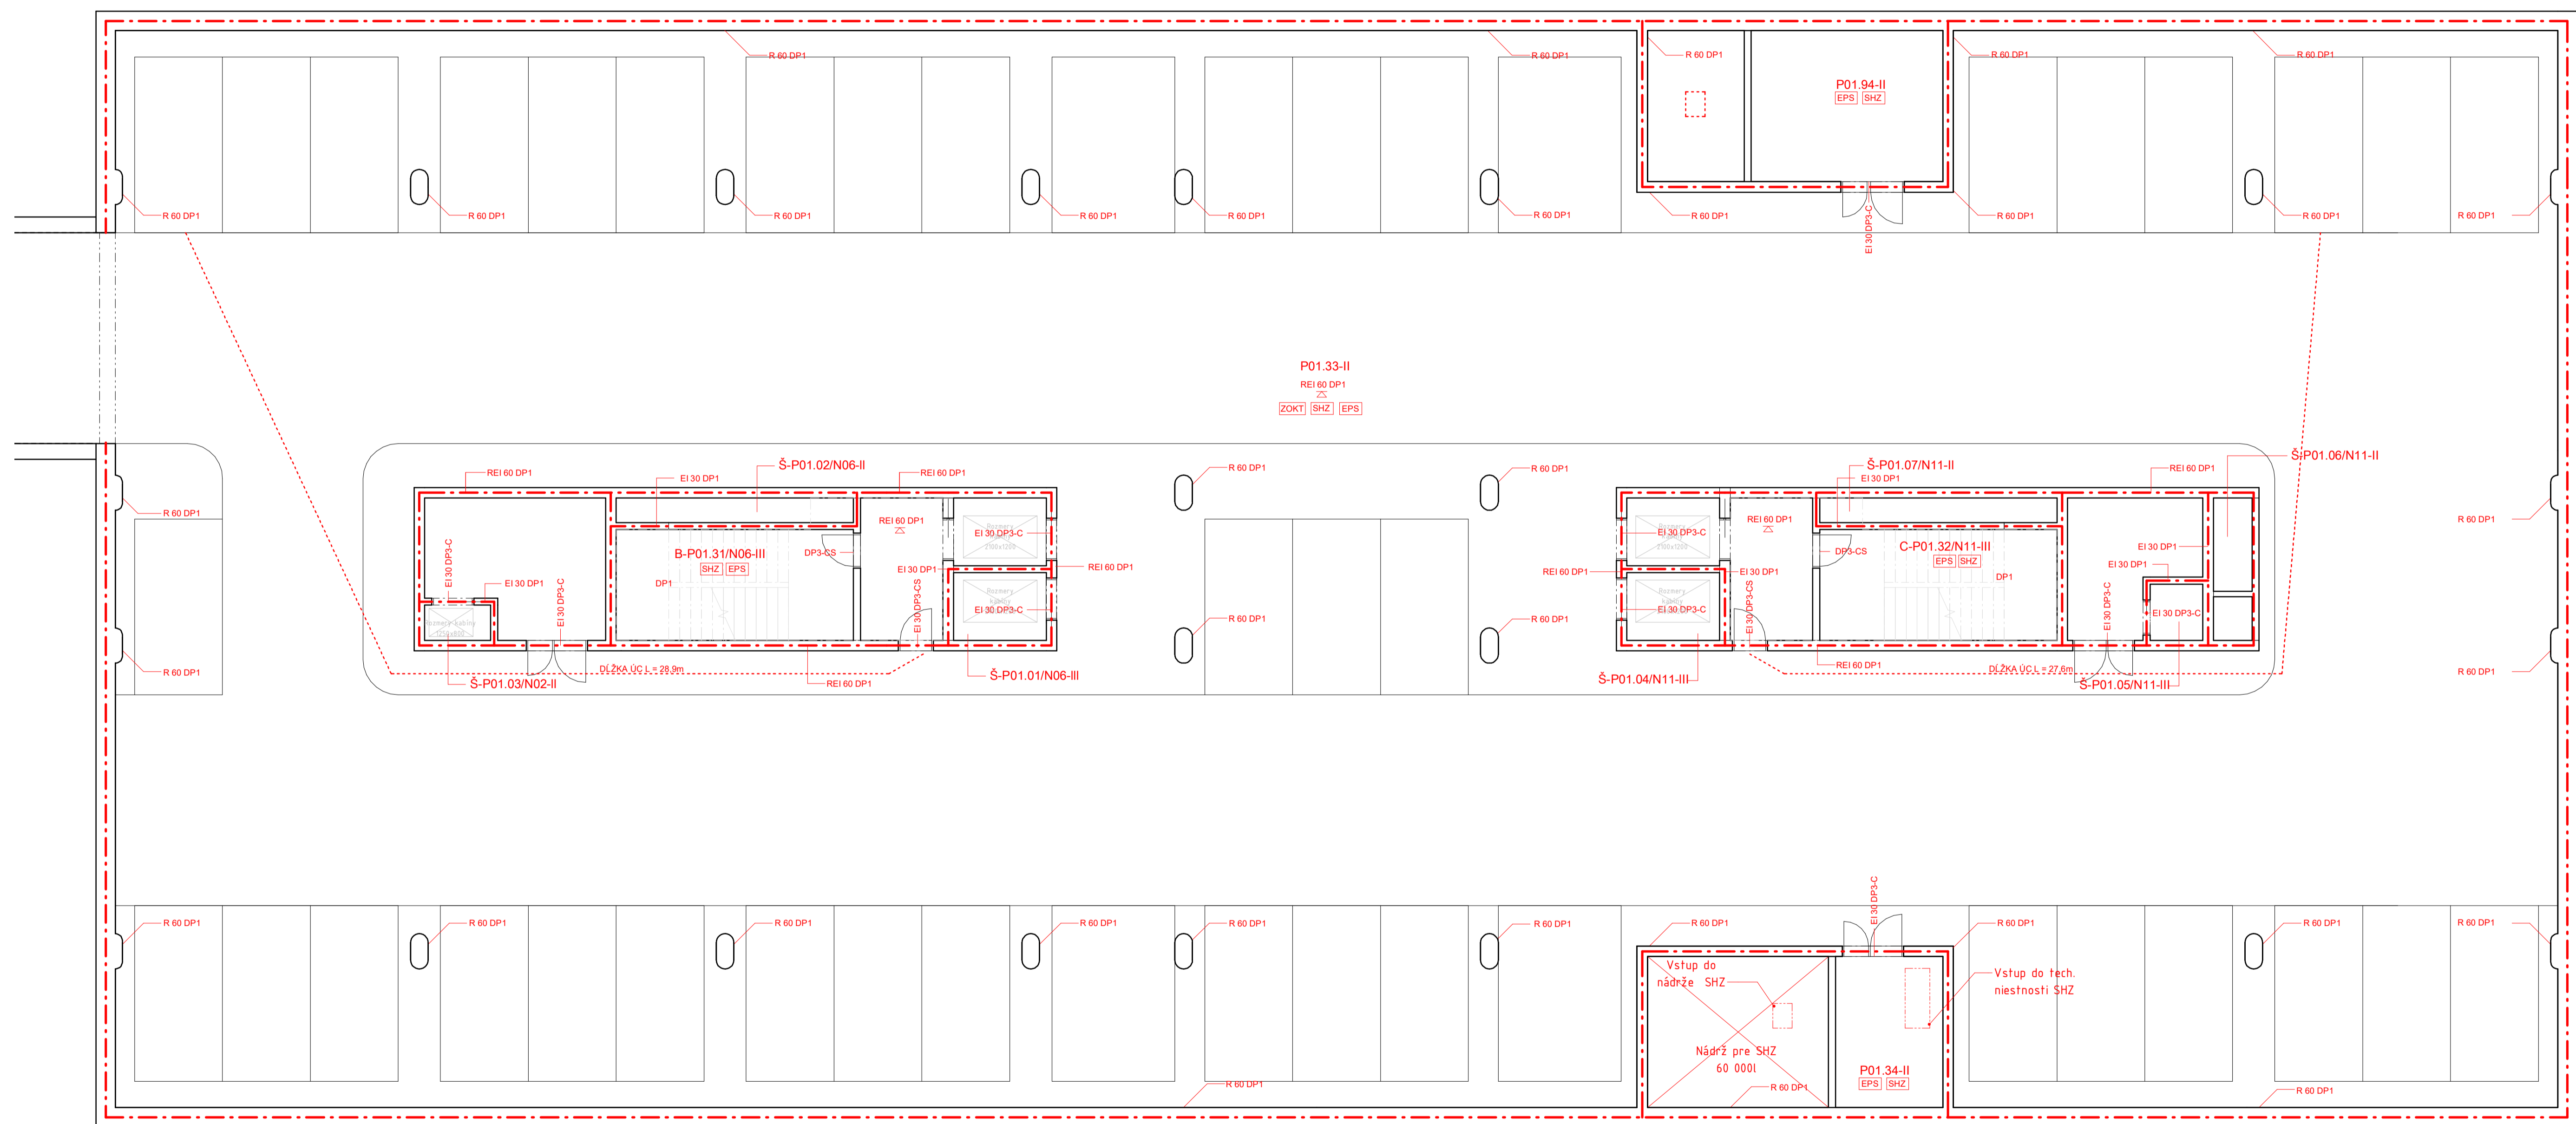 R 60 DP1
R 60 DP1
R 60 DP1
R 60 DP1
R 60 DP1
P01.94-II
EPS SHZ
R 60 DP1
R 60 DP1
R 60 DP1
R 60 DP1
R 60 DP1
R 60 DP1
R 60 DP1
R 60 DP1
R 60 DP1
R 60 DP1
EI 30 DP3-C
P01.33-II
REI 60 DP1
ZOKT SHZ EPS
REI 60 DP1
Š-P01.02/N06-II
EI 30 DP1
REI 60 DP1
R 60 DP1
R 60 DP1
Š-P01.07/N11-II
EI 30 DP1
REI 60 DP1
Š-P01.06/N11-II
R 60 DP1
R 60 DP1
REI 60 DP1
Rozmery
kabíny
2100x1200
EI 30 DP3-C
B-P01.31/N06-III
SHZ EPS
DP3-CS
DP1
EI 30 DP1
REI 60 DP1
EI 30 DP3-C
EI 30 DP1
EI 30 DP3-C
EI 30 DP3-CS
Rozmery
kabíny
EI 30 DP3-C
Rozmery kabíny
1250x800
REI 60 DP1
Rozmery
2100x1200
EI 30 DP3-C
DP3-CS
C-P01.32/N11-III
EPS SHZ
DP1
EI 30 DP1
EI 30 DP1
REI 60 DP1
EI 30 DP1
Rozmery
kabíny
EI 30 DP3-C
EI 30 DP3-CS
EI 30 DP3-C
EI 30 DP3-C
R 60 DP1
R 60 DP1
R 60 DP1
R 60 DP1
DĹŽKA ÚC L = 28,9m
REI 60 DP1
DĹŽKA ÚC L = 27,6m
Š-P01.03/N02-II
REI 60 DP1
Š-P01.01/N06-III
Š-P01.04/N11-III
Š-P01.05/N11-III
EI 30 DP3-C
R 60 DP1
R 60 DP1
R 60 DP1
R 60 DP1
R 60 DP1
R 60 DP1
R 60 DP1
R 60 DP1
R 60 DP1
R 60 DP1
Vstup do
nádrže SHZ
Vstup do tech.
niestnosti SHZ
Nádrž pre SHZ
60 000l
P01.34-II
EPS SHZ
R 60 DP1
R 60 DP1
R 60 DP1